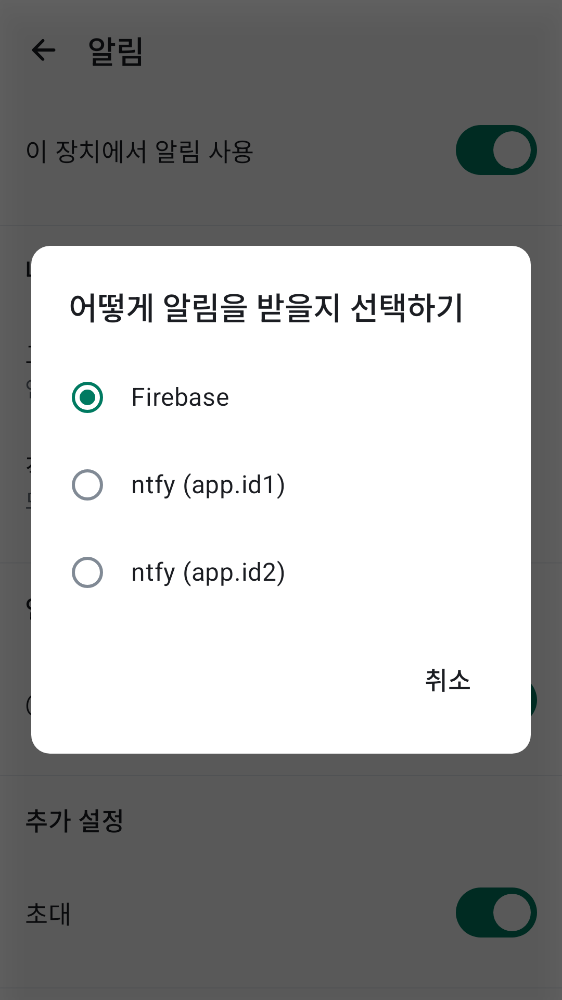 알림
이 장치에서 알림 사용
어떻게 알림을 받을지 선택하기
Firebase
ntfy (app.id1)
ntfy (app.id2)
취소
추가 설정
초대